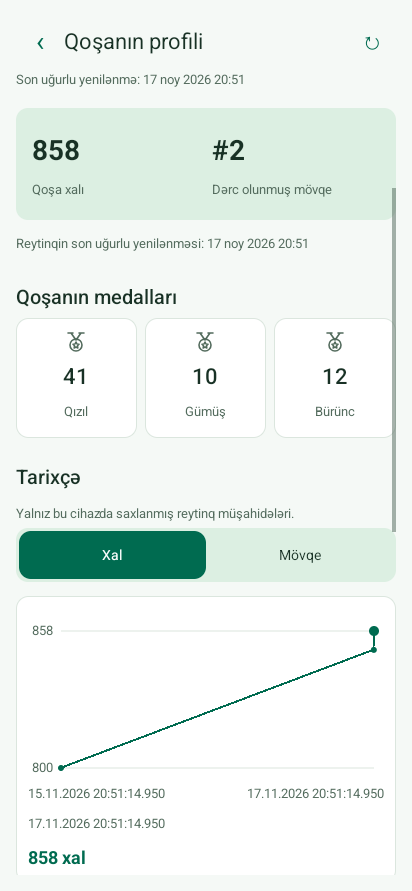 Qoşanın profili
Son uğurlu yenilənmə: 17 noy 2026 20:51
858 #2
Qoşa xalı Dərc olunmuş mövqe
Reytinqin son uğurlu yenilənməsi: 17 noy 2026 20:51
Qoşanın medalları
41 10 12
Qızıl Gümüş Bürünc
Tarixçə
Yalnız bu cihazda saxlanmış reytinq müşahidələri.
Xal Mövqe
858
800
15.11.2026 20:51:14.950 17.11.2026 20:51:14.950
17.11.2026 20:51:14.950
858 xal